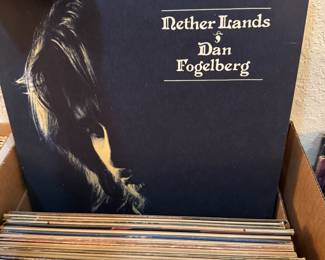 Nether Lands
Dan
Fogelberg